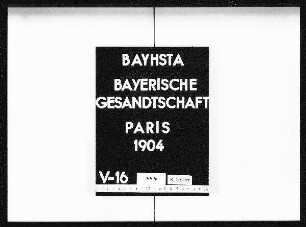 BAYHSTA
BAYERISCHE
GESANDTSCHAFT
PARIS
1904
V-16